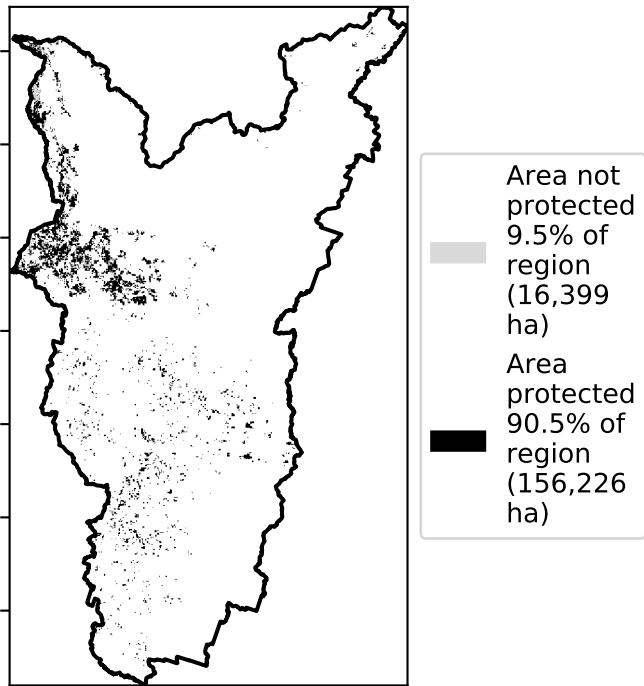 Area not
protected
9.5% of
region
(16,399
ha)
Area
protected
90.5% of
region
(156,226
ha)